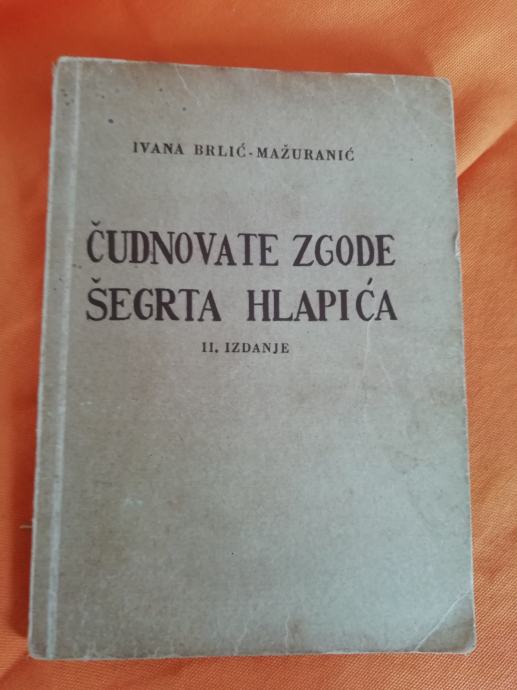 IVANA BRLIĆ-MAŽURANIĆ
ČUDNOVATE ZGODE
ŠEGRTA HLAPIĆA
II. IZDANJE